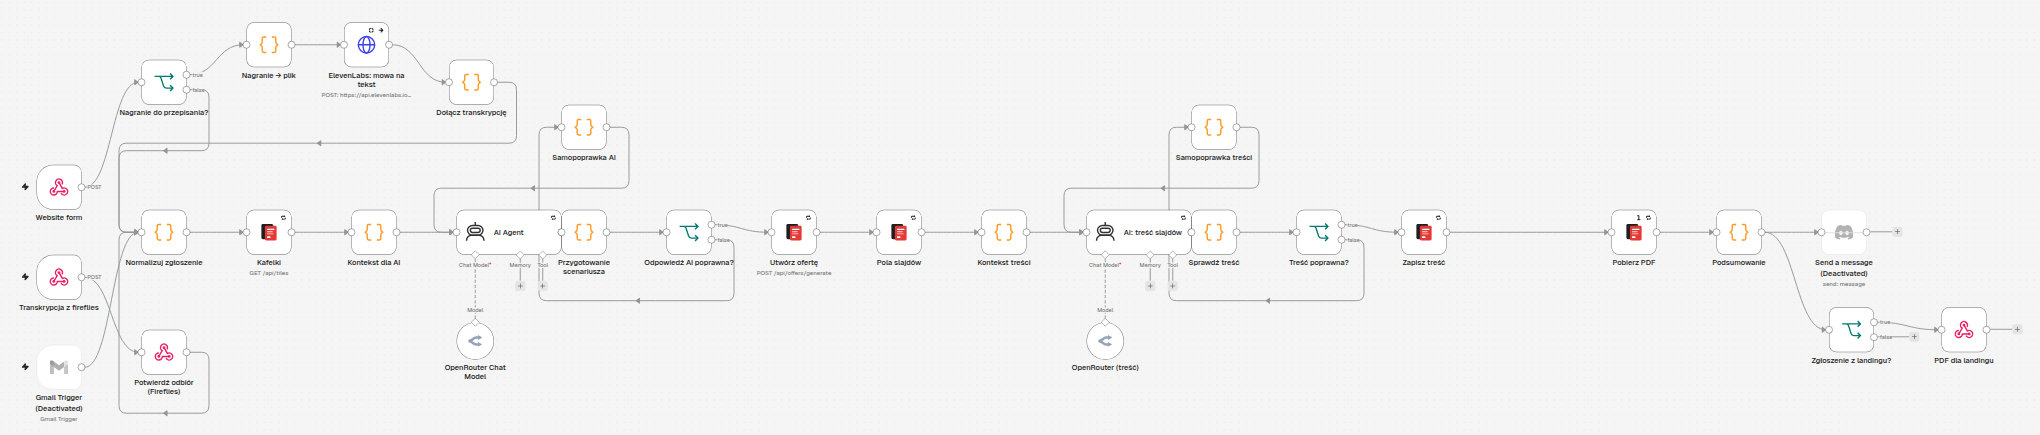 Nagranie → plik
ElevenLabs: mowa na
tekst
POST: https://api.elevenlabs.io...
true
false
Nagranie do przepisania?
Dołącz transkrypcję
Samopoprawka AI
Samopoprawka treści
POST
Website form
Normalizuj zgłoszenie
Kafelki
GET /api/tiles
Kontekst dla AI
AI Agent
Chat Model*
Memory
Tool
Przygotowanie
scenariusza
true
false
Odpowiedź AI poprawna?
Utwórz ofertę
POST /api/offers/generate
Pola slajdów
Kontekst treści
AI: treść slajdów
Chat Model*
Memory
Tool
Sprawdź treść
true
false
Treść poprawna?
Zapisz treść
1
Pobierz PDF
Podsumowanie
Send a message
(Deactivated)
send: message
POST
Transkrypcja z fireflies
Model
OpenRouter Chat
Model
Model
OpenRouter (treść)
true
false
Zgłoszenie z landingu?
PDF dla landingu
Potwierdź odbiór
(Fireflies)
Gmail Trigger
(Deactivated)
Gmail Trigger